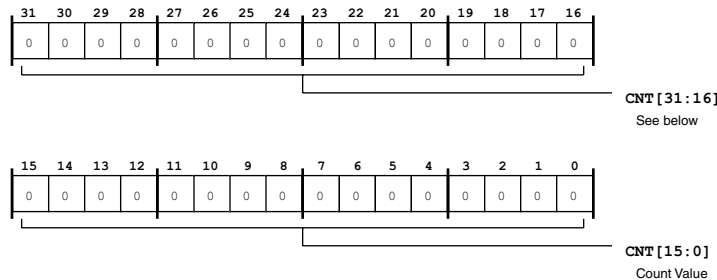 31 30 29 28 27 26 25 24 23 22 21 20 19 18 17 16
0 0 0 0 0 0 0 0 0 0 0 0 0 0 0 0
CNT[31:16]
See below
15 14 13 12 11 10 9 8 7 6 5 4 3 2 1 0
0 0 0 0 0 0 0 0 0 0 0 0 0 0 0 0
CNT[15:0]
Count Value